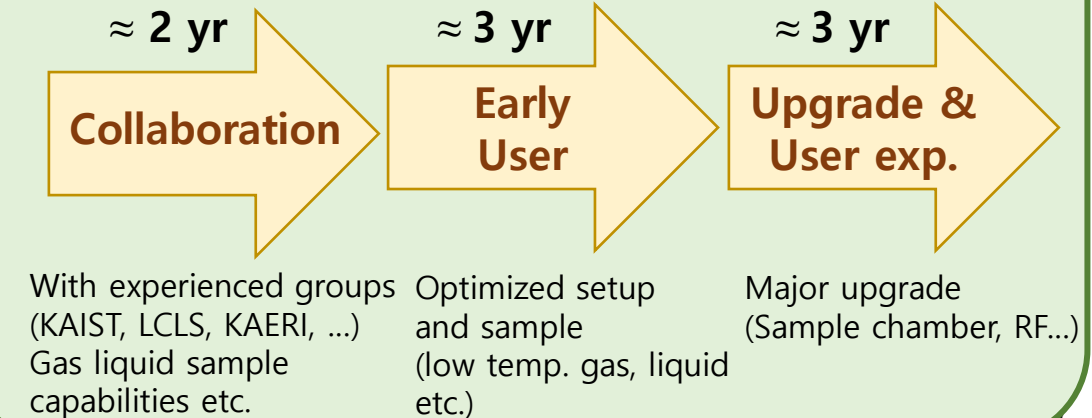 ≈ 2 yr
Collaboration
With experienced groups
(KAIST, LCLS, KAERI, ...)
Gas liquid sample
capabilities etc.
≈ 3 yr
Early
User
Optimized setup
and sample
(low temp. gas, liquid
etc.)
≈ 3 yr
Upgrade &
User exp.
Major upgrade
(Sample chamber, RF...)